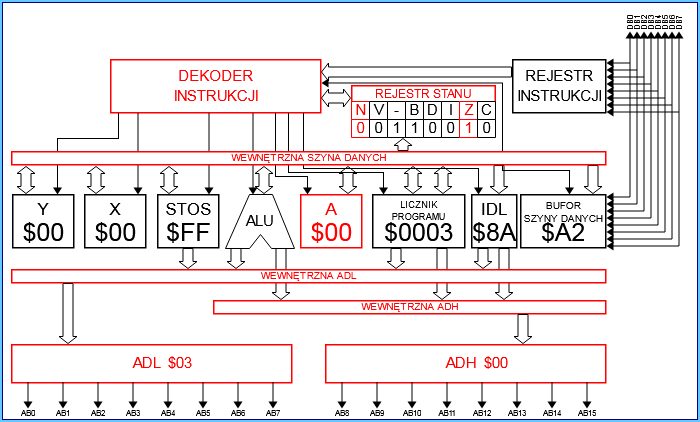 DB0
DB1
DB2
DB3
DB4
DB5
DB6
DB7
DEKODER
INSTRUKCJI
REJESTR
INSTRUKCJI
REJESTR STANU
N V - B D I Z C
0 0 1 1 0 0 1 0
WEWNĘTRZNA SZYNA DANYCH
Y
$00
X
$00
STOS
$FF
ALU
A
$00
LICZNIK
PROGRAMU
$0003
IDL
$8A
BUFOR
SZYNY DANYCH
$A2
WEWNĘTRZNA ADL
WEWNĘTRZNA ADH
ADL $03
ADH $00
AB0 AB1 AB2 AB3 AB4 AB5 AB6 AB7 AB8 AB9 AB10 AB11 AB12 AB13 AB14 AB15